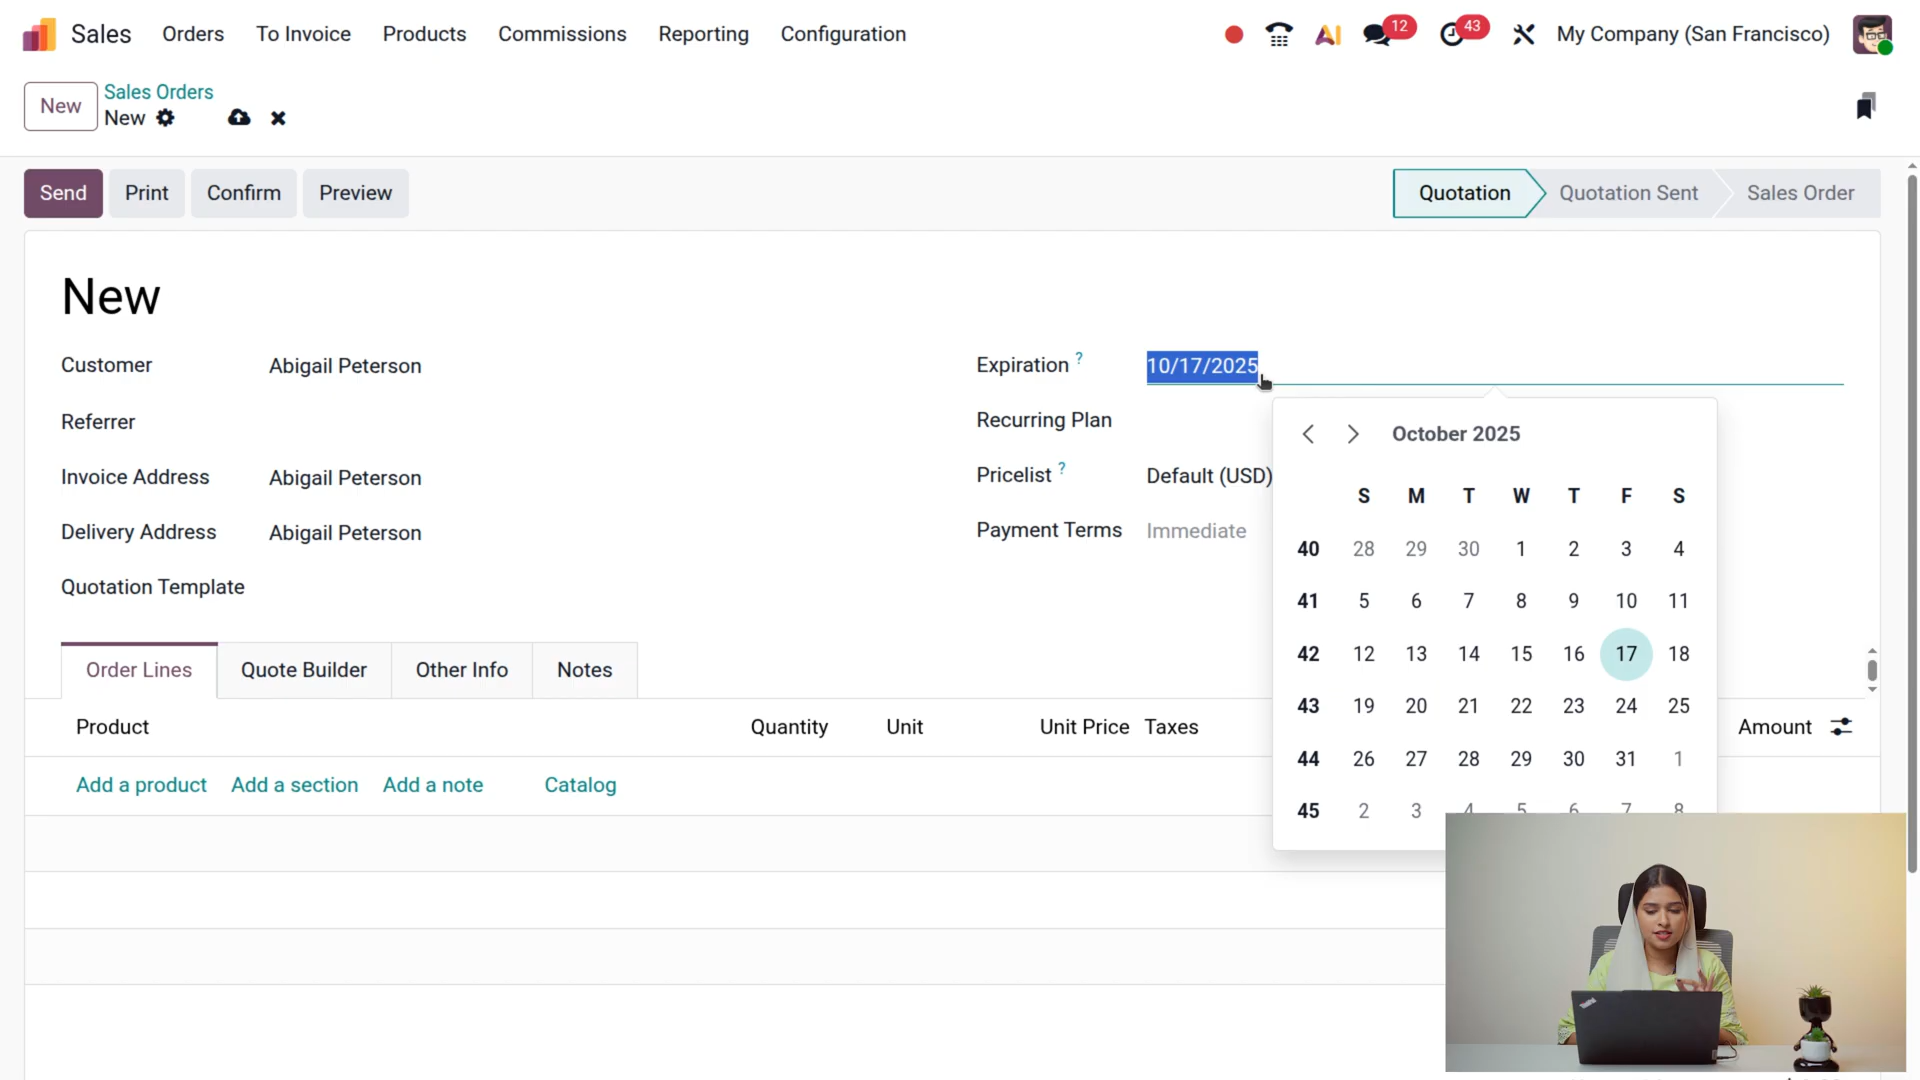 Sales Orders To Invoice Products Commissions Reporting Configuration 12 43 My Company (San Francisco)
New Sales Orders
New
Send Print Confirm Preview Quotation Quotation Sent Sales Order
New
Customer Abigail Peterson Expiration ? 10/17/2025
Referrer Recurring Plan
Invoice Address Abigail Peterson Pricelist ? Default (USD)
Delivery Address Abigail Peterson Payment Terms Immediate
Quotation Template
October 2025
S M T W T F S
40 28 29 30 1 2 3 4
41 5 6 7 8 9 10 11
42 12 13 14 15 16 17 18
43 19 20 21 22 23 24 25
44 26 27 28 29 30 31 1
45 2 3 4 5 6 7 8
Order Lines Quote Builder Other Info Notes
Product Quantity Unit Unit Price Taxes Amount
Add a product Add a section Add a note Catalog